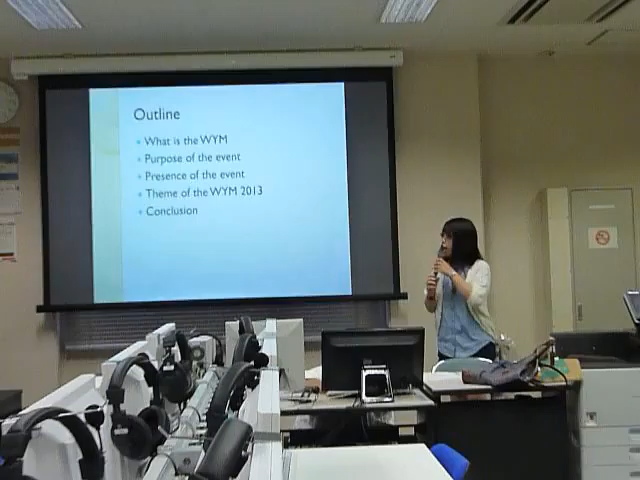 Outline
What is the WYM
Purpose of the event
Presence of the event
Theme of the WYM 2013
Conclusion